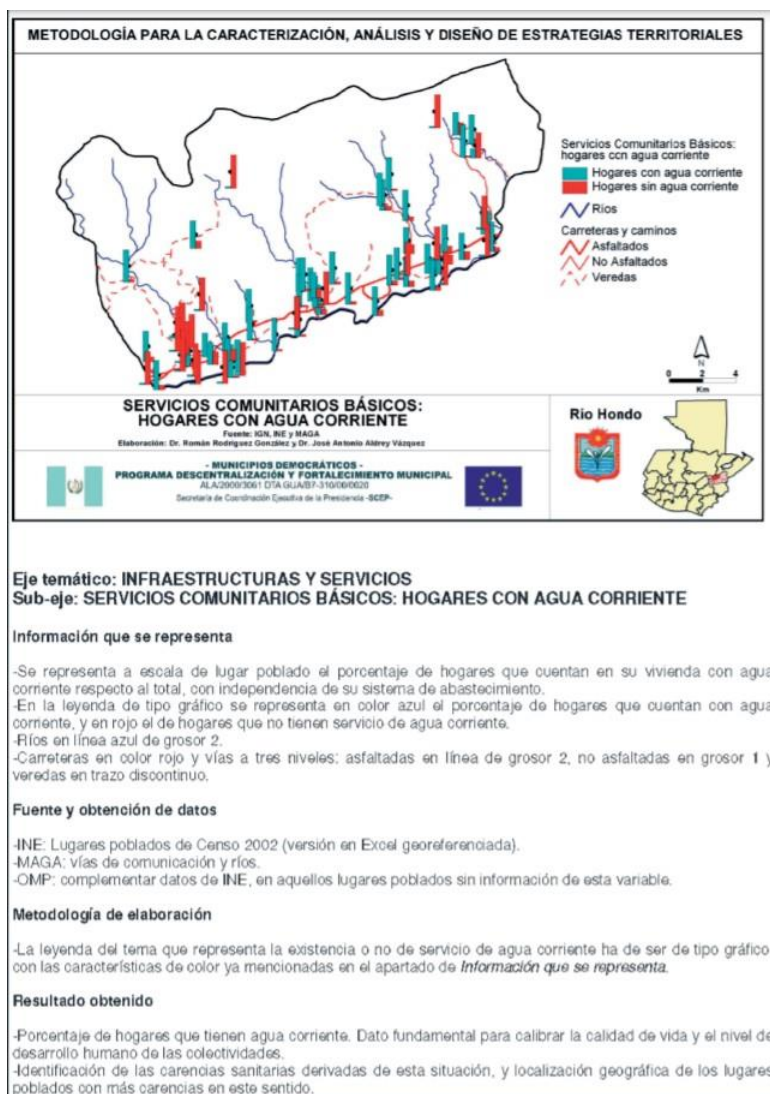 METODOLOGÍA PARA LA CARACTERIZACIÓN, ANÁLISIS Y DISEÑO DE ESTRATEGIAS TERRITORIALES
Servicios Comunitarios Básicos:
hogares con agua corriente
Hogares con agua corriente
Hogares sin agua corriente
Ríos
Carreteras y caminos
Asfaltados
No Asfaltados
Veredas
N
0 2 4
Km
SERVICIOS COMUNITARIOS BÁSICOS:
HOGARES CON AGUA CORRIENTE
Fuente: IGN, INE y MAGA
Elaboración: Dr. Román Rodríguez González y Dr. José Antonio Aldrey Vázquez
Río Hondo
- MUNICIPIOS DEMOCRÁTICOS -
PROGRAMA DESCENTRALIZACIÓN Y FORTALECIMIENTO MUNICIPAL
Secretaría de Coordinación Ejecutiva de la Presidencia -SCEP-
Eje temático: INFRAESTRUCTURAS Y SERVICIOS
Sub-eje: SERVICIOS COMUNITARIOS BÁSICOS: HOGARES CON AGUA CORRIENTE
Información que se representa
-Se representa a escala de lugar poblado el porcentaje de hogares que cuentan en su vivienda con agua
corriente respecto al total, con independencia de su sistema de abastecimiento.
-En la leyenda de tipo gráfico se representa en color azul el porcentaje de hogares que cuentan con agua
corriente, y en rojo el de hogares que no tienen servicio de agua corriente.
-Ríos en línea azul de grosor 2.
-Carreteras en color rojo y vías a tres niveles: asfaltadas en línea de grosor 2, no asfaltadas en grosor 1 y
veredas en trazo discontinuo.
Fuente y obtención de datos
-INE: Lugares poblados de Censo 2002 (versión en Excel georeferenciada).
-MAGA: vías de comunicación y ríos.
-OMP: complementar datos de INE, en aquellos lugares poblados sin información de esta variable.
Metodología de elaboración
-La leyenda del tema que representa la existencia o no de servicio de agua corriente ha de ser de tipo gráfico
con las características de color ya mencionadas en el apartado de Información que se representa.
Resultado obtenido
-Porcentaje de hogares que tienen agua corriente. Dato fundamental para calibrar la calidad de vida y el nivel de
desarrollo humano de las colectividades.
-Identificación de las carencias sanitarias derivadas de esta situación, y localización geográfica de los lugares
poblados con más carencias en este sentido.